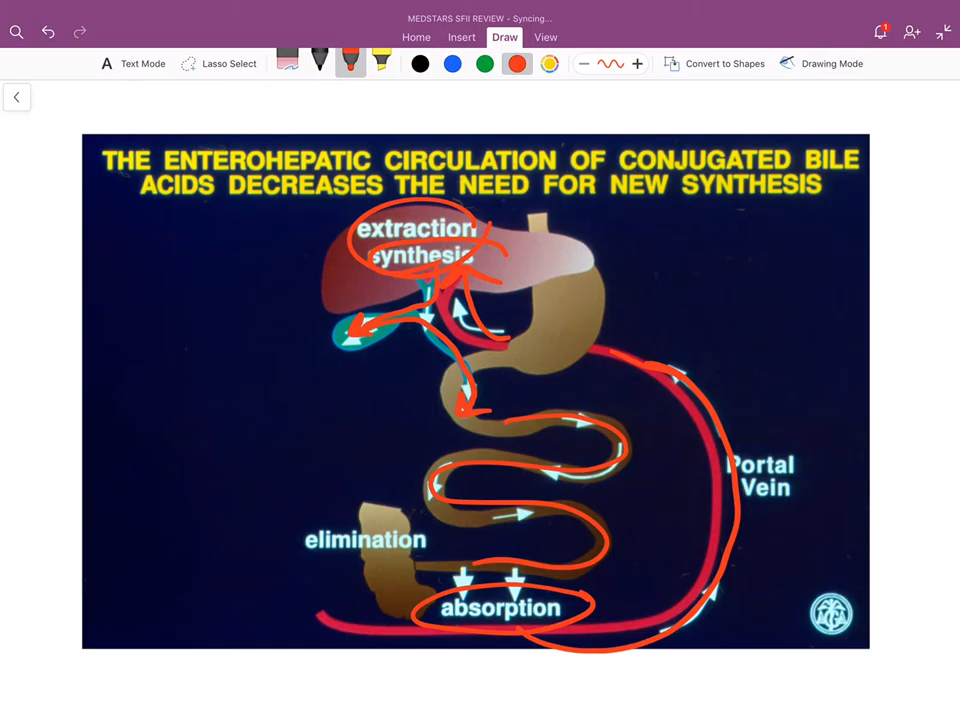 MEDSTARS SFII REVIEW - Syncing...
Home Insert Draw View
1
A Text Mode Lasso Select Convert to Shapes Drawing Mode
THE ENTEROHEPATIC CIRCULATION OF CONJUGATED BILE
ACIDS DECREASES THE NEED FOR NEW SYNTHESIS
extraction
synthesis
Portal
Vein
elimination
absorption